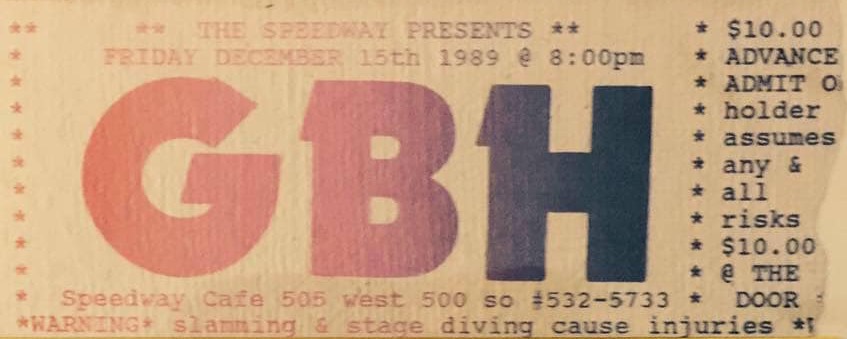 ** ** THE SPEEDWAY PRESENTS **
* FRIDAY DECEMBER 15th 1989 @ 8:00pm
GBH
* Speedway Cafe 505 west 500 so #532-5733
*WARNING* slamming & stage diving cause injuries *
* $10.00
* ADVANCE
* ADMIT
* holder
* assumes
* any &
* all
* risks
* $10.00
* @ THE
* DOOR